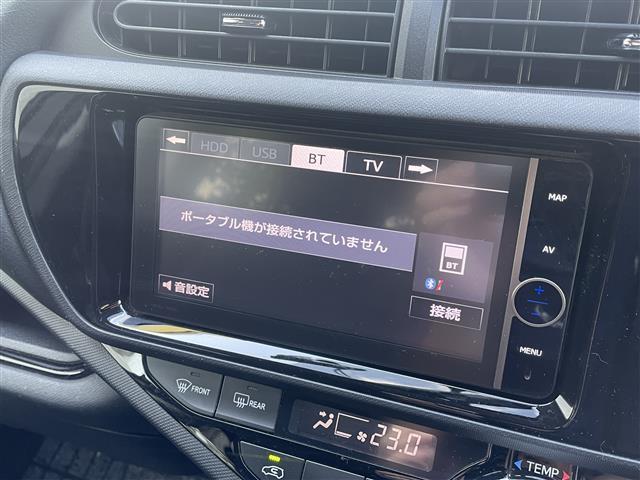 HDD USB BT TV
MAP
ポータブル機が接続されていません
AV
BT
音設定
接続
MENU
FRONT
REAR
23.0
TEMP